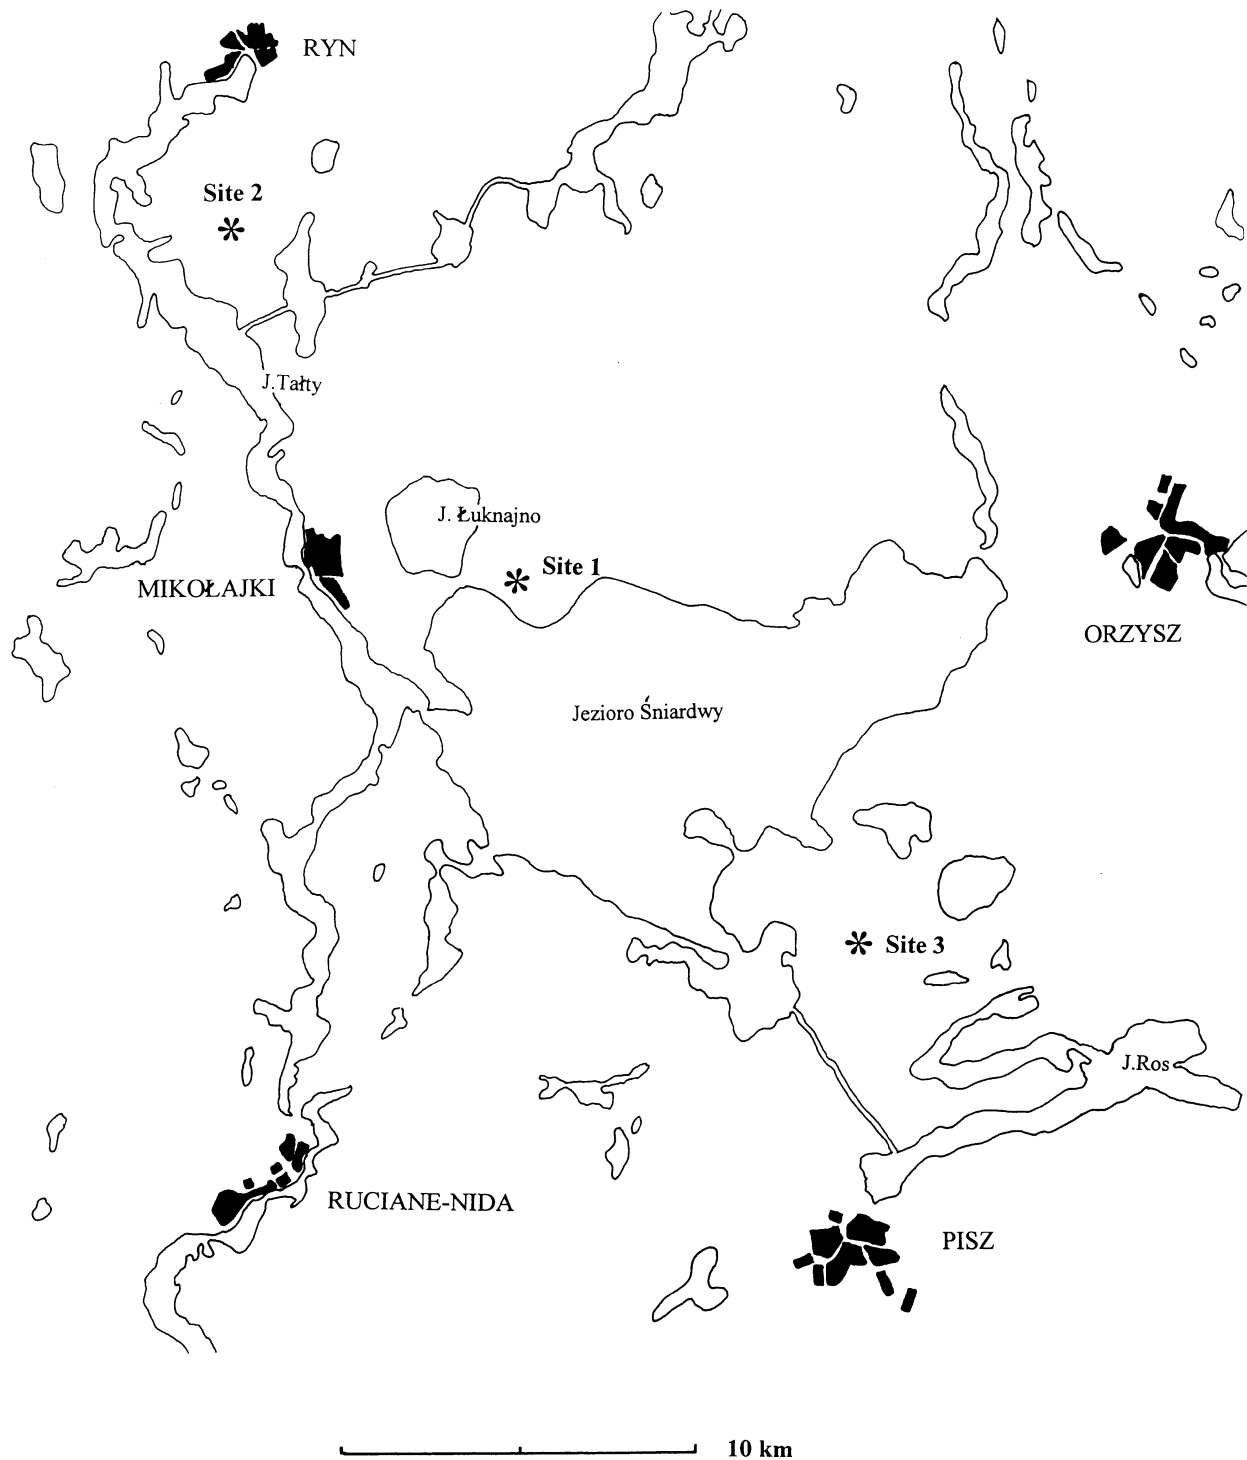 RYN
Site 2
J.Tałty
J. Łuknajno
Site 1
MIKOŁAJKI
ORZYSZ
Jezioro Śniardwy
Site 3
J.Ros
RUCIANE-NIDA
PISZ
10 km